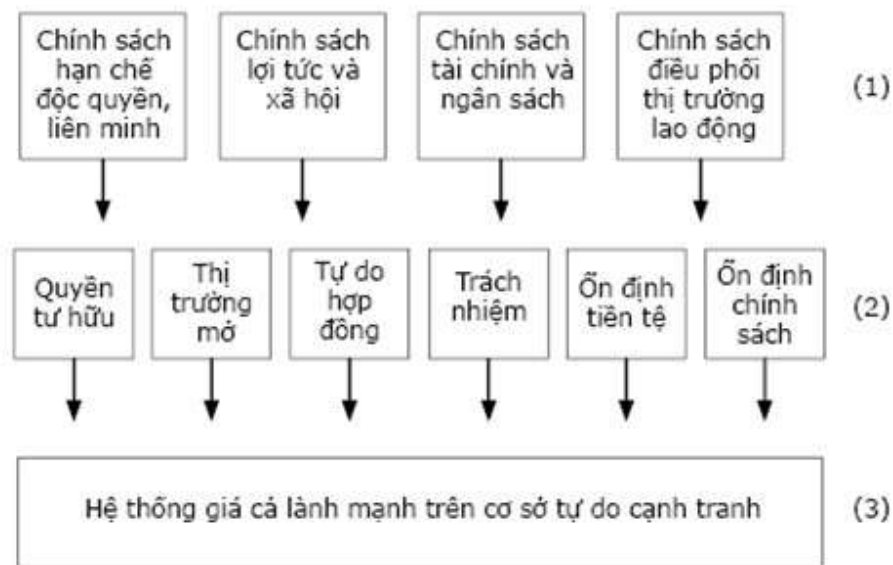 Chính sách
hạn chế
độc quyền,
liên minh
Chính sách
lợi tức và
xã hội
Chính sách
tài chính và
ngân sách
Chính sách
điều phối
thị trường
lao động
(1)
Quyền
tư hữu
Thị
trường
mở
Tự do
hợp
đồng
Trách
nhiệm
Ổn định
tiền tệ
Ổn định
chính
sách
(2)
Hệ thống giá cả lành mạnh trên cơ sở tự do cạnh tranh
(3)